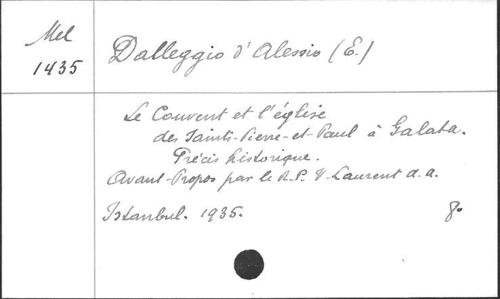 Mel
1435
Dalleggio d'Alessio (E.)
Le Couvent et l'église
des Saints-Pierre-et-Paul à Galata.
Précis historique.
Avant-Propos par le R.P. V. Laurent a.a.
Istanbul. 1935. 8°